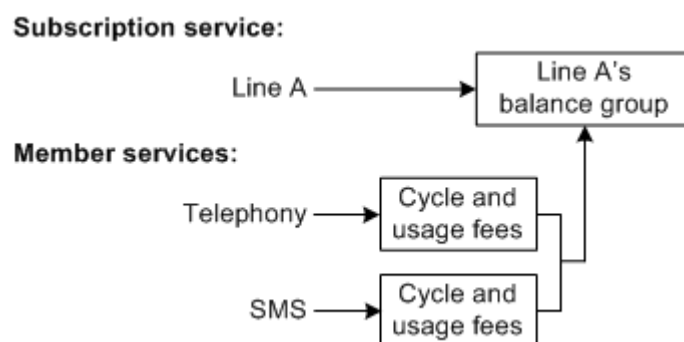 Subscription service:
Line A
Line A's
balance group
Member services:
Telephony
Cycle and
usage fees
SMS
Cycle and
usage fees